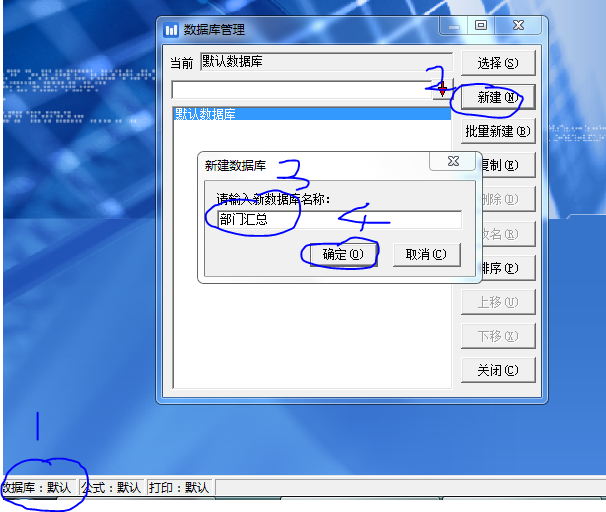 数据库管理
当前 默认数据库
选择(S)
2
新建(N)
默认数据库
批量新建(B)
新建数据库
3
复制(E)
请输入新数据库名称:
删除(D)
部门汇总
4
改名(R)
确定(O)
取消(C)
排序(P)
上移(U)
下移(X)
关闭(C)
1
数据库:默认 公式:默认 打印:默认